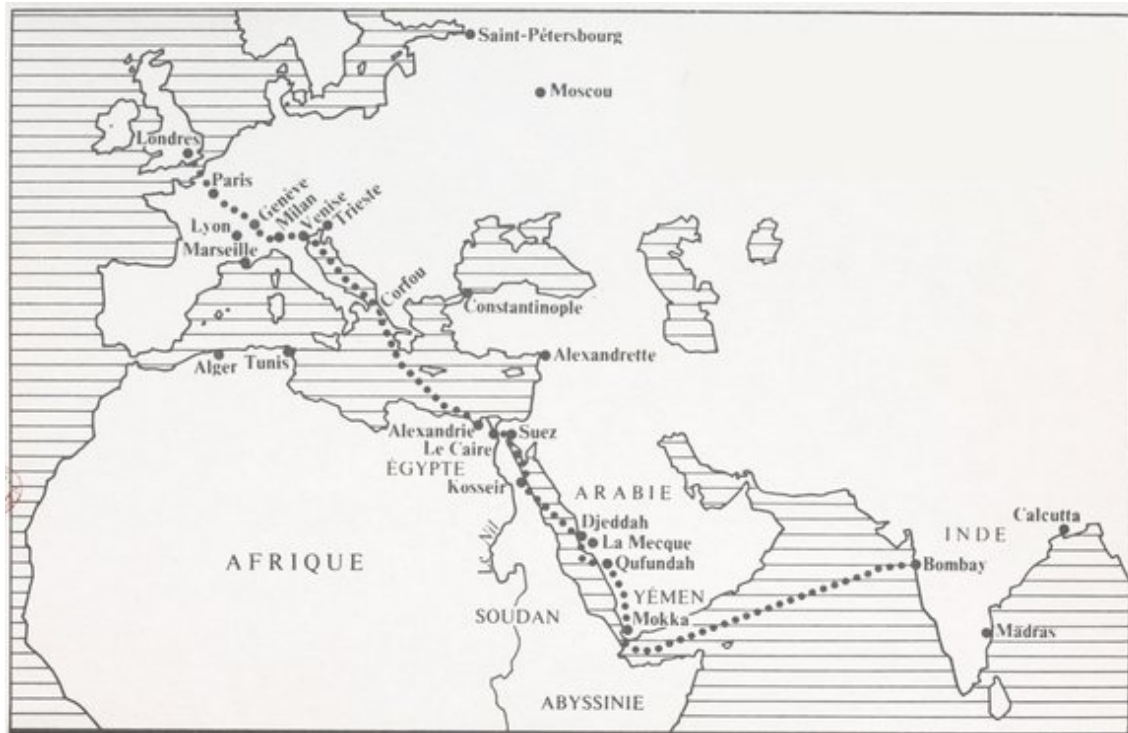 Saint-Pétersbourg
Moscou
Londres
Paris
Genève
Milan
Venise
Trieste
Lyon
Marseille
Corfou
Constantinople
Alger
Tunis
Alexandrette
Alexandrie
Suez
Le Caire
ÉGYPTE
Kosseir
ARABIE
Djeddah
INDE
Calcutta
Le Nil
La Mecque
AFRIQUE
Qufundah
Bombay
YÉMEN
SOUDAN
Mokka
Madras
ABYSSINIE